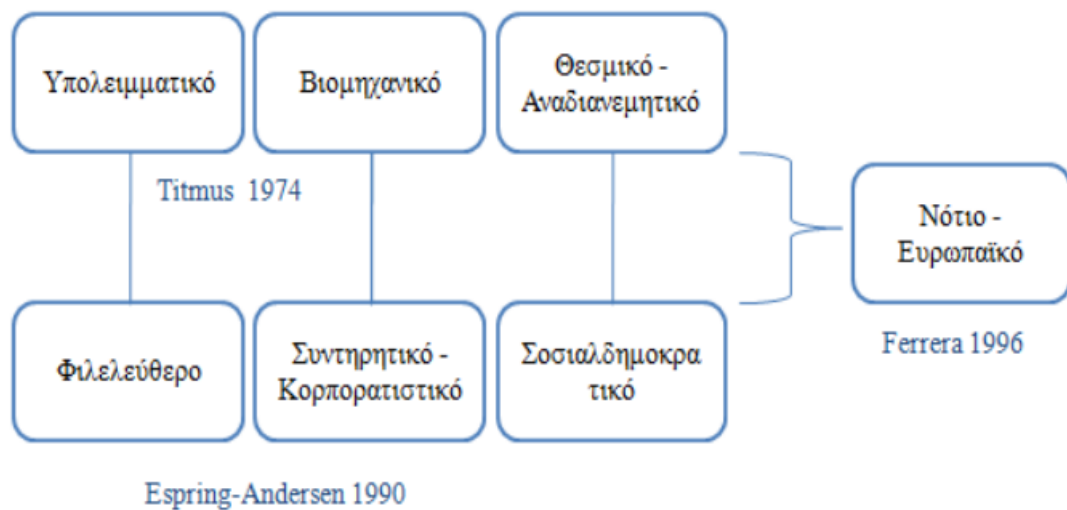 Υπολειμματικό
Βιομηχανικό
Θεσμικό -
Αναδιανεμητικό
Titmus 1974
Νότιο -
Ευρωπαϊκό
Φιλελεύθερο
Συντηρητικό -
Κορπορατιστικό
Σοσιαλδημοκρα
τικό
Ferrera 1996
Espring-Andersen 1990